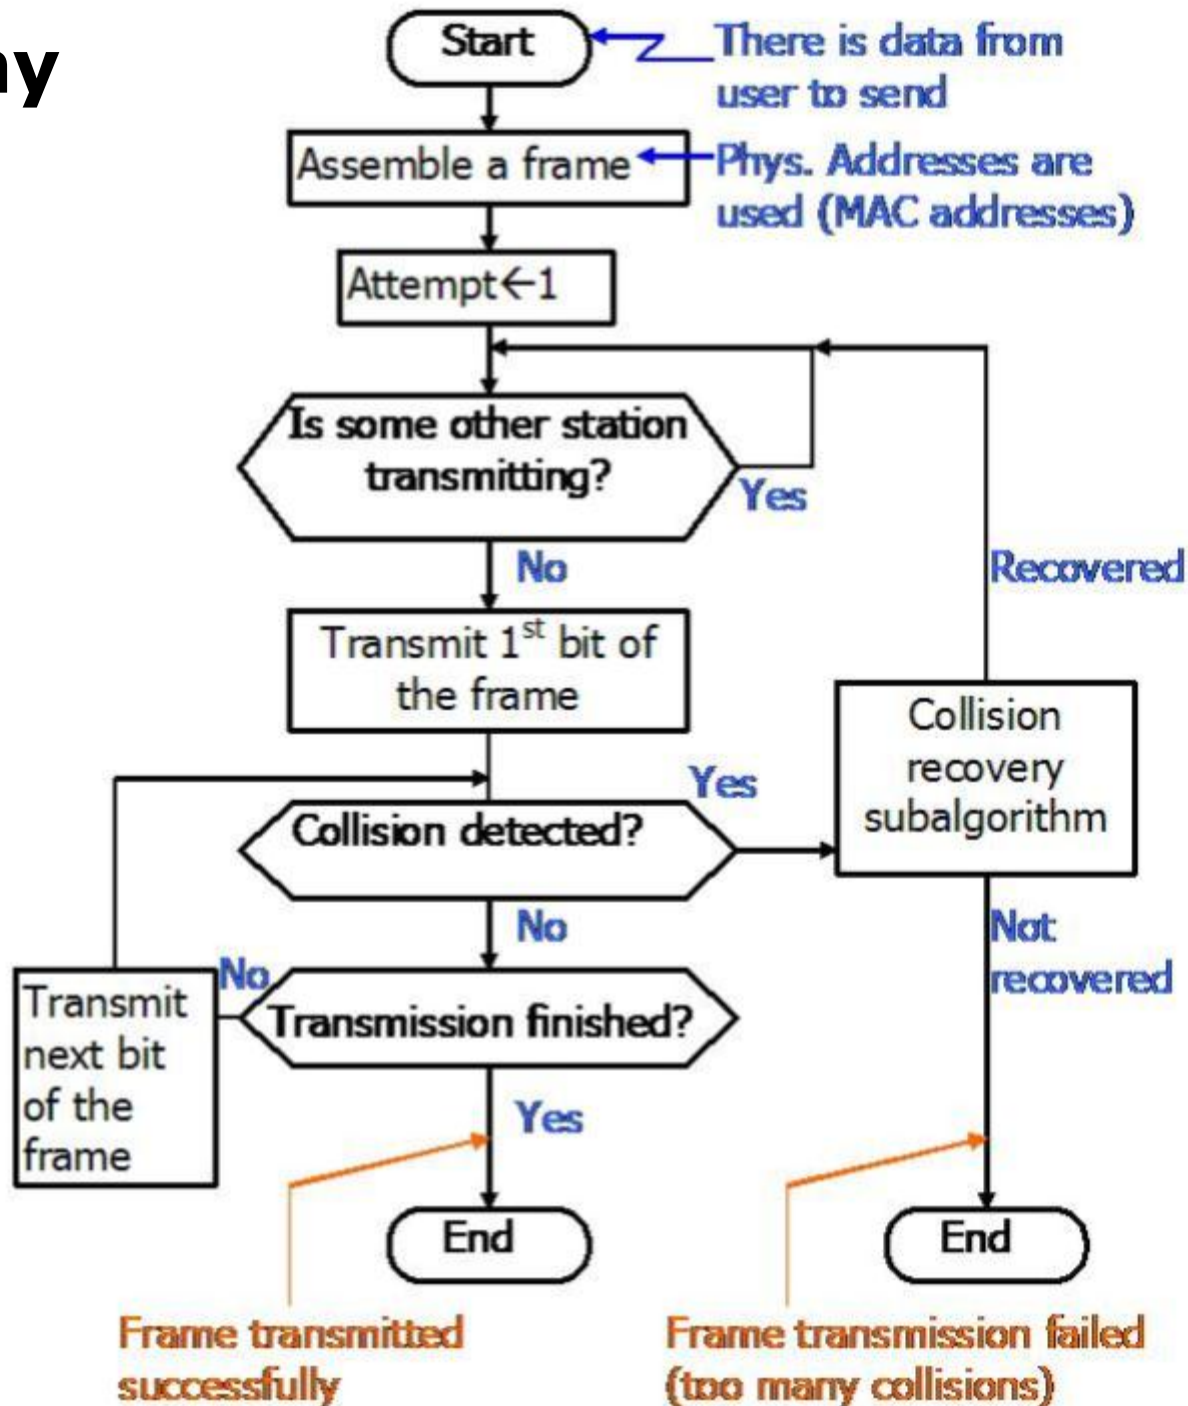 ny
Start
There is data from
user to send
Assemble a frame
Phys. Addresses are
used (MAC addresses)
Attempt←1
Is some other station
transmitting?
Yes
No
Recovered
Transmit 1st bit of
the frame
Collision
recovery
subalgorithm
Yes
Collision detected?
No
Not
recovered
No
Transmit
next bit
of the
frame
Transmission finished?
Yes
End
End
Frame transmitted
successfully
Frame transmission failed
(too many collisions)